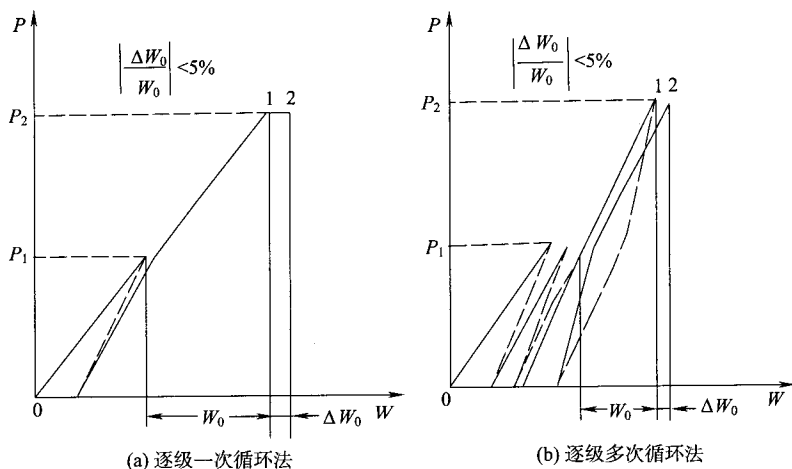 P
|ΔW₀/W₀|<5%
1 2
P₂
P₁
0
W₀
ΔW₀
W
(a) 逐级一次循环法
P
|ΔW₀/W₀|<5%
1 2
P₂
P₁
0
W₀
ΔW₀
W
(b) 逐级多次循环法